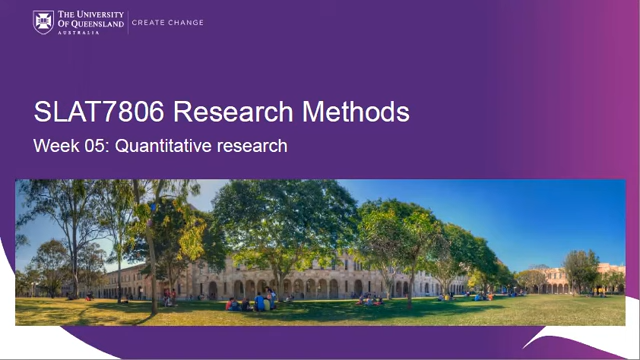 THE UNIVERSITY
OF QUEENSLAND
AUSTRALIA
CREATE CHANGE
SLAT7806 Research Methods
Week 05: Quantitative research